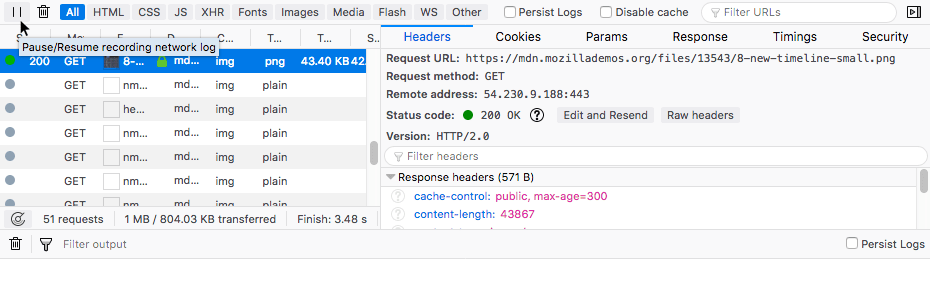 All HTML CSS JS XHR Fonts Images Media Flash WS Other Persist Logs Disable cache Filter URLs
Pause/Resume recording network log
S... Me... F... D... C... T... T... S...
200 GET 8-... md... img png 43.40 KB 42.
GET nm... md... img plain
GET he... md... img plain
GET nm... md... img plain
GET nm... md... img plain
GET nm... md... img plain
GET nm... md... img plain
51 requests 1 MB / 804.03 KB transferred Finish: 3.48 s
Headers Cookies Params Response Timings Security
Request URL: https://mdn.mozillademos.org/files/13543/8-new-timeline-small.png
Request method: GET
Remote address: 54.230.9.188:443
Status code: 200 OK ? Edit and Resend Raw headers
Version: HTTP/2.0
Filter headers
Response headers (571 B)
? cache-control: public, max-age=300
? content-length: 43867
Filter output Persist Logs